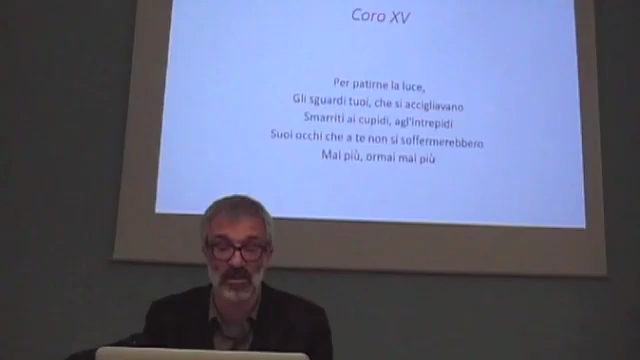 Coro XV
Per patirne la luce,
Gli sguardi tuoi, che si accigliavano
Smarriti ai cupidi, agl'intrepidi
Suoi occhi che a te non si soffermerebbero
Mai più, ormai mai più